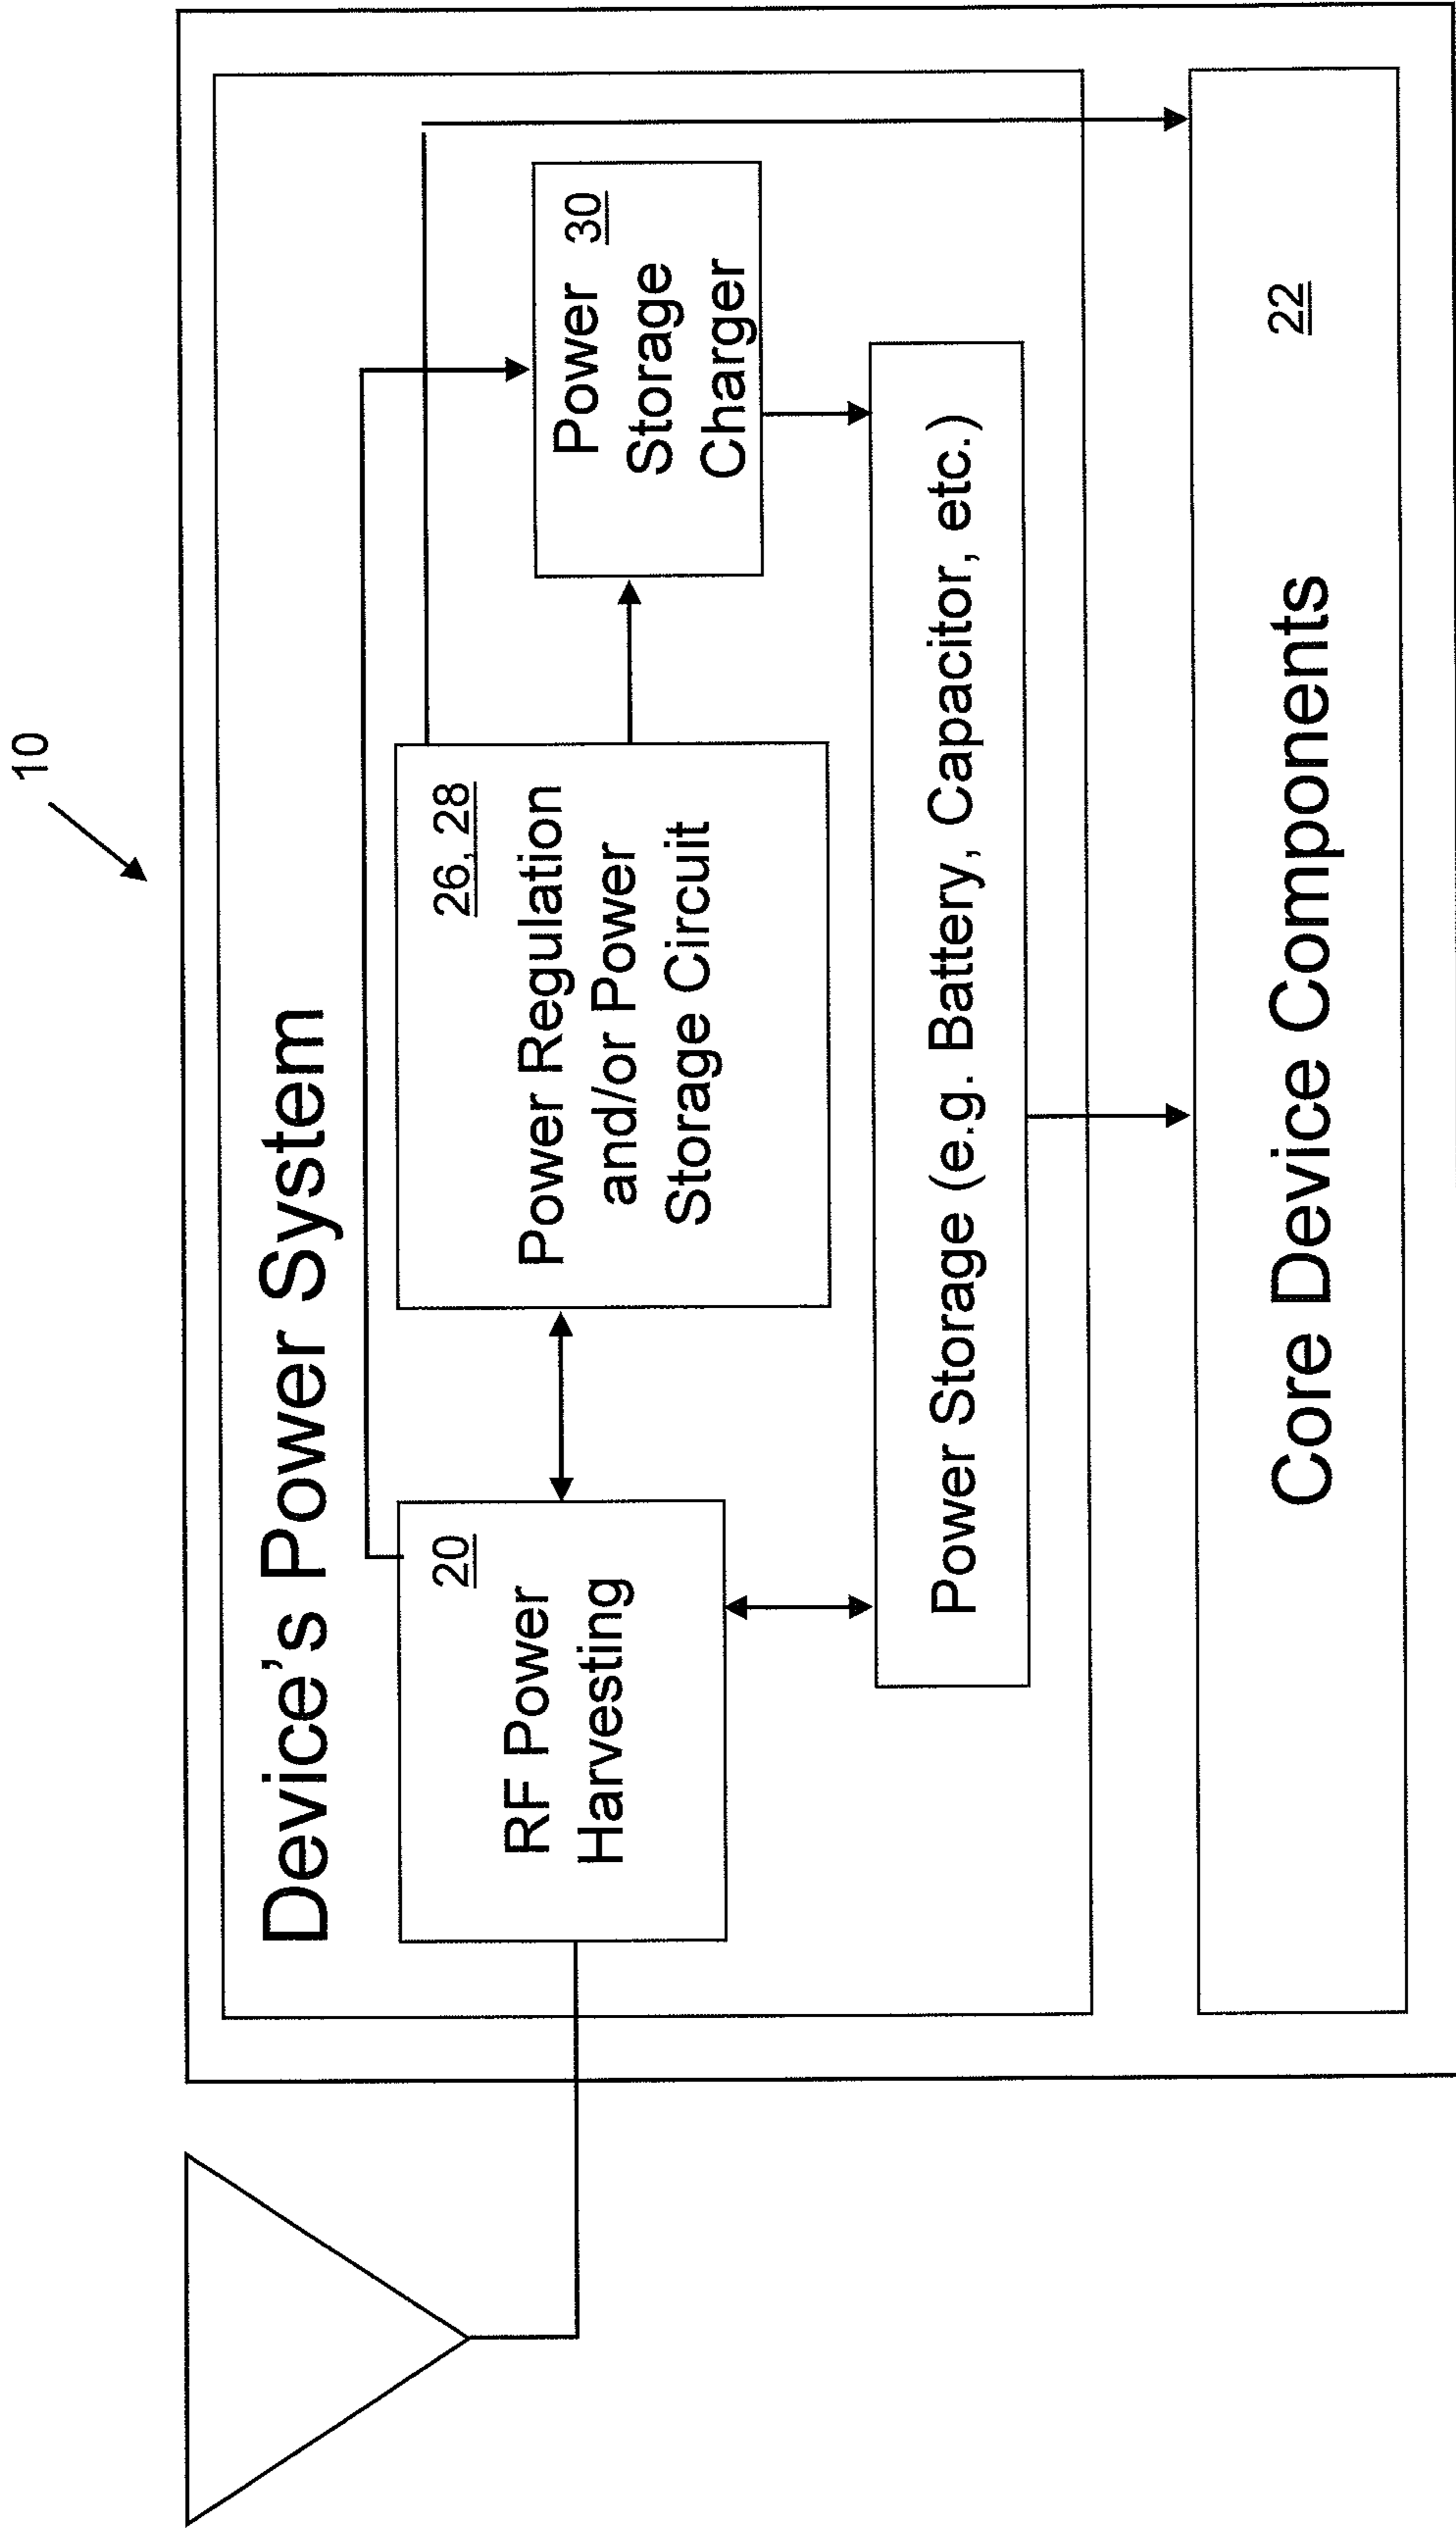 10
Device's Power System
20
RF Power
Harvesting
26, 28
Power Regulation
and/or Power
Storage Circuit
Power 30
Storage
Charger
Power Storage (e.g. Battery, Capacitor, etc.)
Core Device Components 22